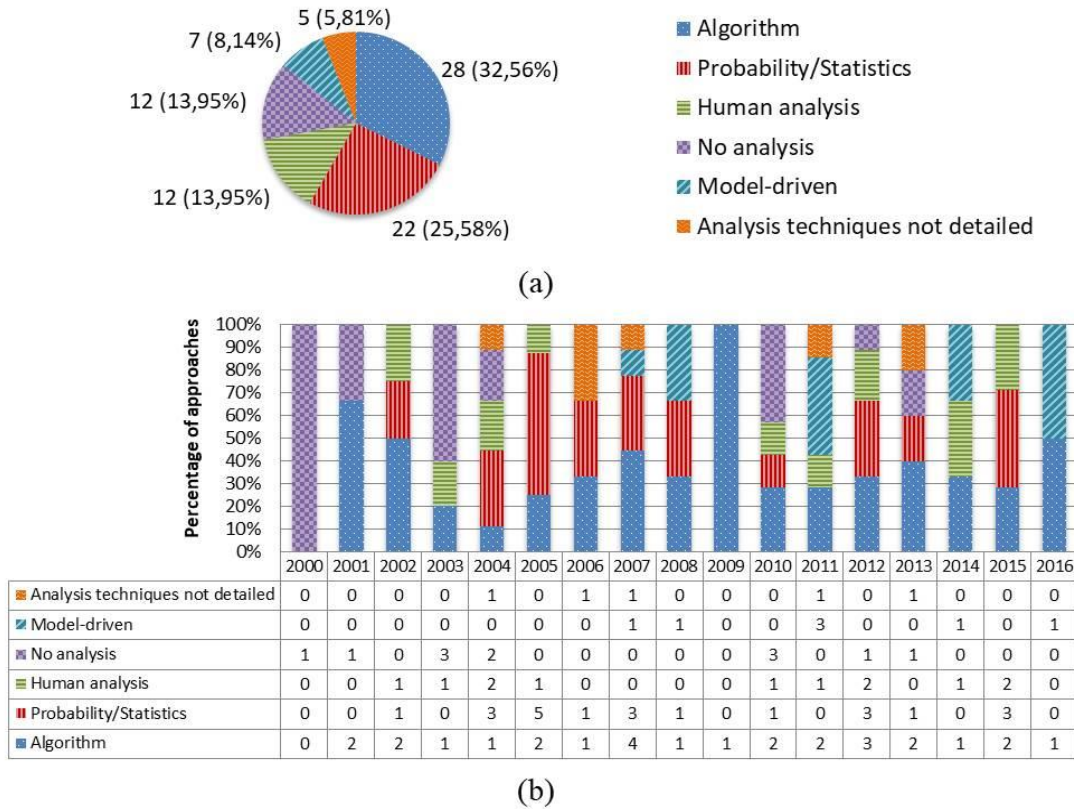 5 (5,81%)
7 (8,14%)
28 (32,56%)
12 (13,95%)
12 (13,95%)
22 (25,58%)
Algorithm
Probability/Statistics
Human analysis
No analysis
Model-driven
Analysis techniques not detailed
(a)
Percentage of approaches
100%
90%
80%
70%
60%
50%
40%
30%
20%
10%
0%
2000 2001 2002 2003 2004 2005 2006 2007 2008 2009 2010 2011 2012 2013 2014 2015 2016
Analysis techniques not detailed 0 0 0 0 1 0 1 1 0 0 0 1 0 1 0 0 0
Model-driven 0 0 0 0 0 0 0 1 1 0 0 3 0 0 1 0 1
No analysis 1 1 0 3 2 0 0 0 0 0 3 0 1 1 0 0 0
Human analysis 0 0 1 1 2 1 0 0 0 0 1 1 2 0 1 2 0
Probability/Statistics 0 0 1 0 3 5 1 3 1 0 1 0 3 1 0 3 0
Algorithm 0 2 2 1 1 2 1 4 1 1 2 2 3 2 1 2 1
(b)